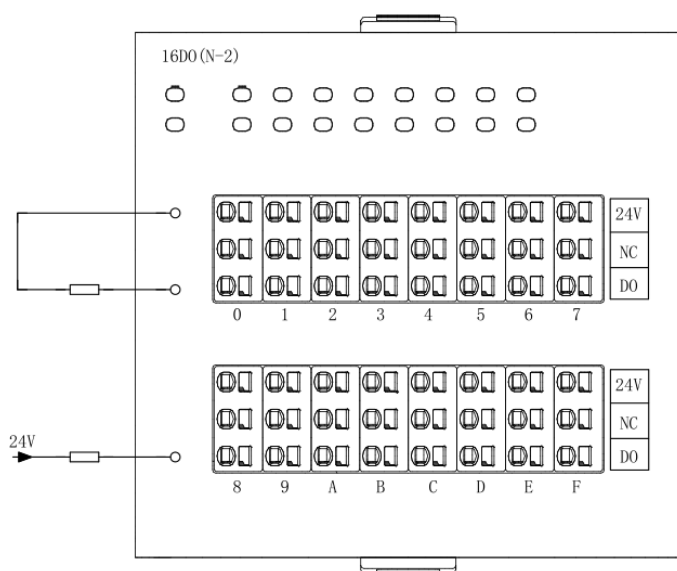 16DO(N-2)
24V
NC
DO
0 1 2 3 4 5 6 7
24V
NC
24V
DO
8 9 A B C D E F